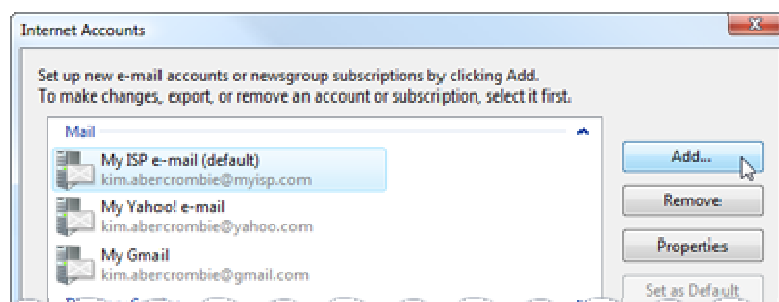 Internet Accounts
Set up new e-mail accounts or newsgroup subscriptions by clicking Add.
To make changes, export, or remove an account or subscription, select it first.
Mail
My ISP e-mail (default)
kim.abercrombie@myisp.com
My Yahoo! e-mail
kim.abercrombie@yahoo.com
My Gmail
kim.abercrombie@gmail.com
Add...
Remove
Properties
Set as Default